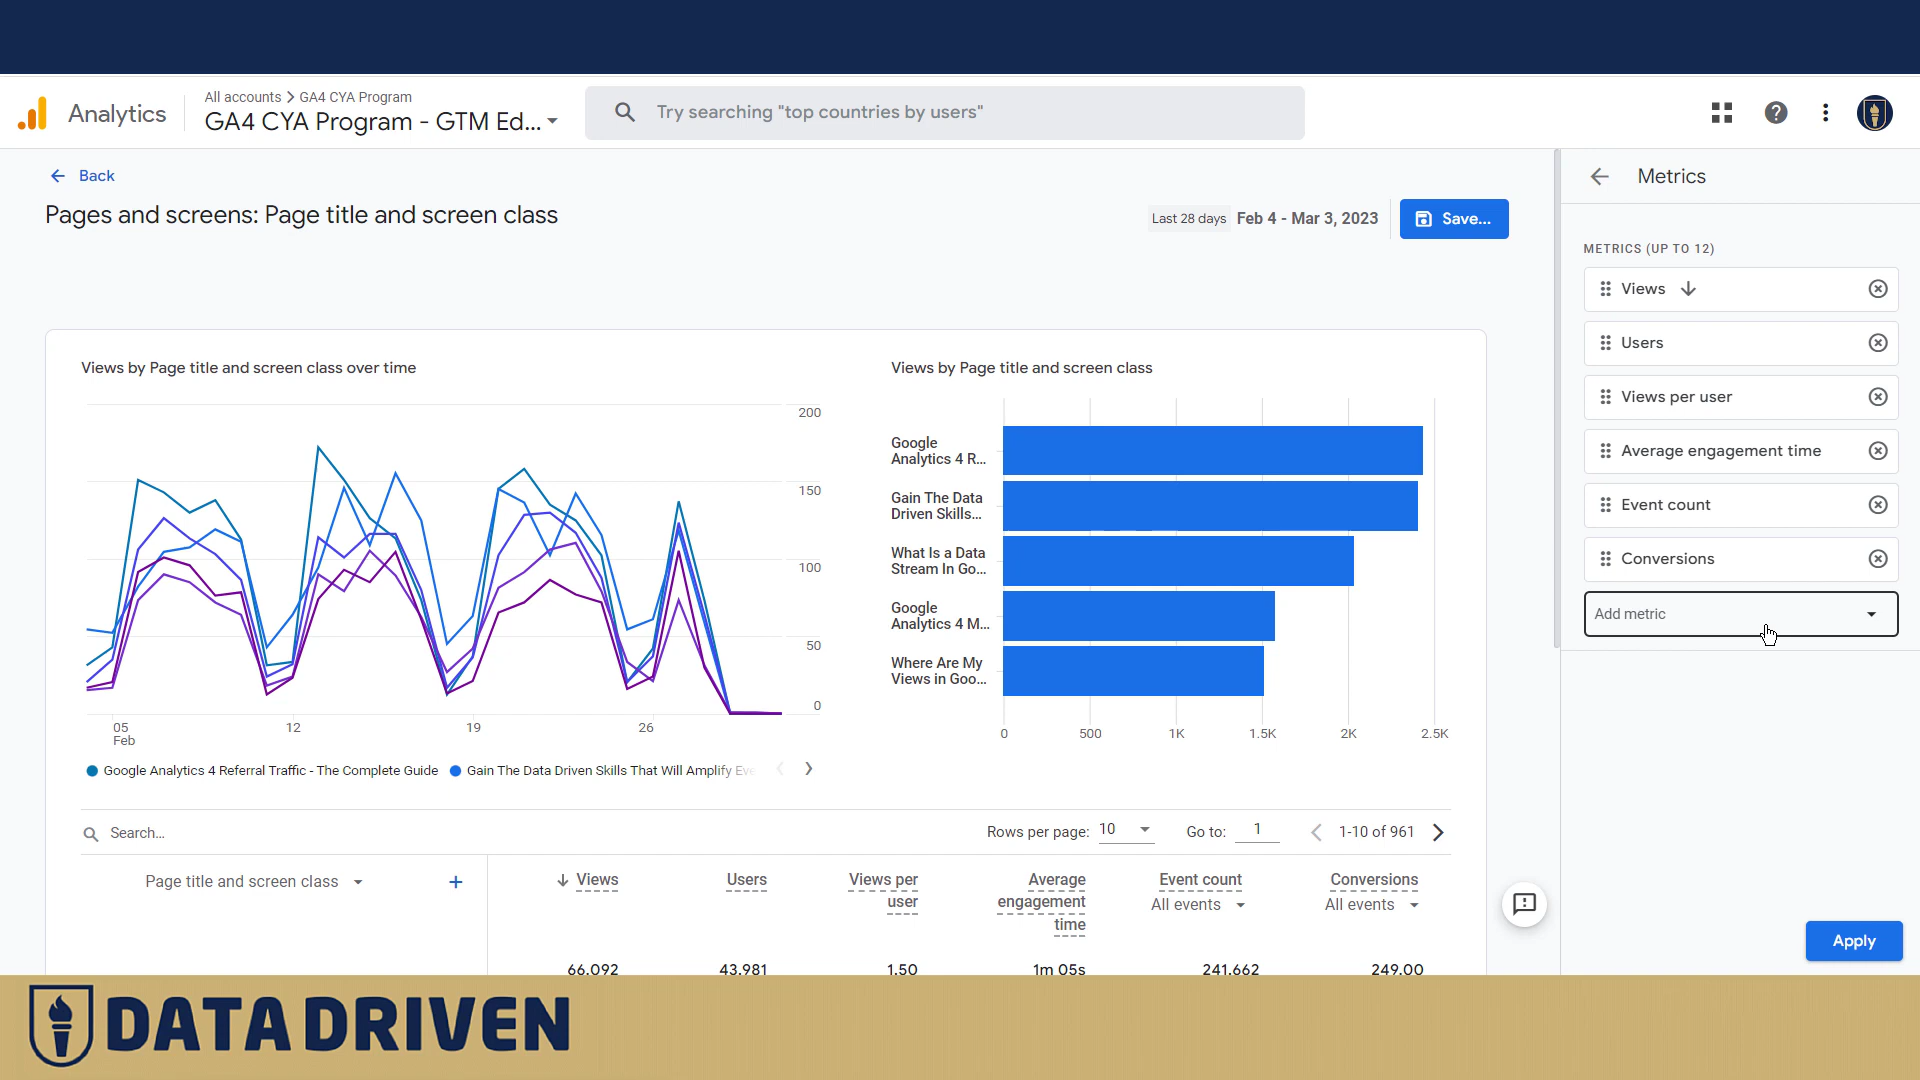 Analytics
All accounts > GA4 CYA Program
GA4 CYA Program - GTM Ed...
Try searching "top countries by users"
Back
Pages and screens: Page title and screen class
Last 28 days Feb 4 - Mar 3, 2023
Save...
Views by Page title and screen class over time
200
150
100
50
0
05
Feb
12
19
26
Google Analytics 4 Referral Traffic - The Complete Guide
Gain The Data Driven Skills That Will Amplify Eve
Views by Page title and screen class
Google
Analytics 4 R...
Gain The Data
Driven Skills...
What Is a Data
Stream In Go...
Google
Analytics 4 M...
Where Are My
Views in Goo...
0
500
1K
1.5K
2K
2.5K
Search...
Rows per page: 10
Go to: 1
1-10 of 961
Page title and screen class
Views
Users
Views per
user
Average
engagement
time
Event count
All events
Conversions
All events
66,092
43,981
1.50
1m 05s
241,662
249.00
Metrics
METRICS (UP TO 12)
Views
Users
Views per user
Average engagement time
Event count
Conversions
Add metric
Apply
DATA DRIVEN